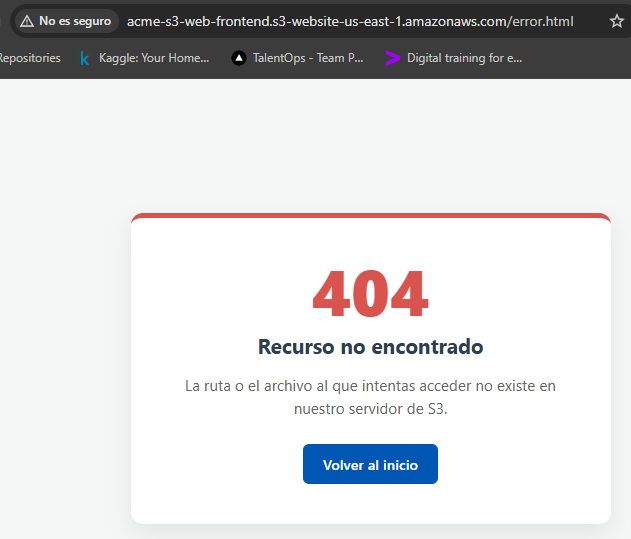 No es seguro acme-s3-web-frontend.s3-website-us-east-1.amazonaws.com/error.html
Repositories Kaggle: Your Home... TalentOps - Team P... Digital training for e...
404
Recurso no encontrado
La ruta o el archivo al que intentas acceder no existe en
nuestro servidor de S3.
Volver al inicio